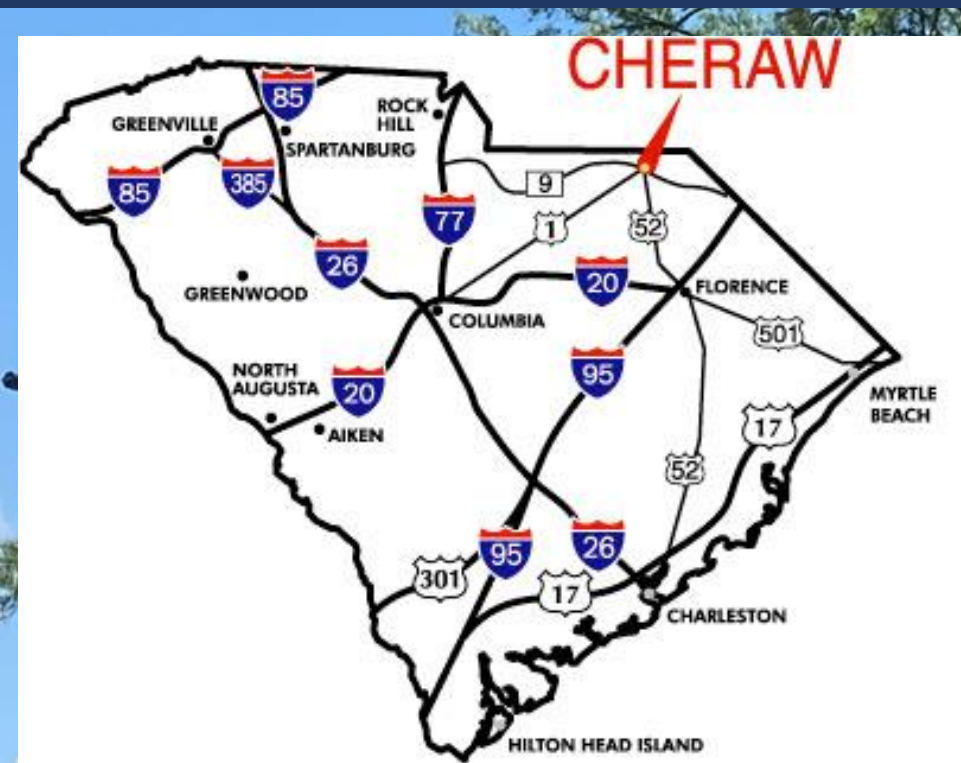 CHERAW
85
ROCK
HILL
GREENVILLE
SPARTANBURG
85
385
9
77
1
52
26
20
GREENWOOD
FLORENCE
COLUMBIA
501
NORTH
AUGUSTA
20
95
MYRTLE
BEACH
17
AIKEN
52
95
26
301
17
CHARLESTON
HILTON HEAD ISLAND